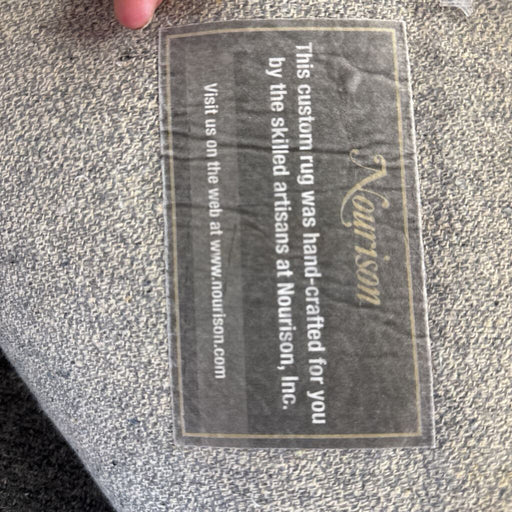 Nourison
This custom rug was hand-crafted for you
by the skilled artisans at Nourison, Inc.
Visit us on the web at www.nourison.com